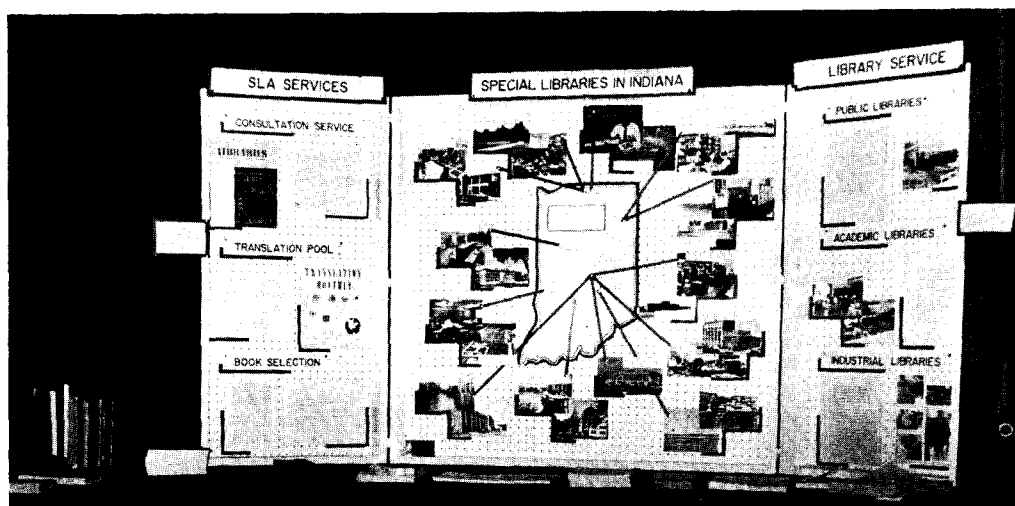 SLA SERVICES
CONSULTATION SERVICE
LIBRARIES
TRANSLATION POOL
BOOK SELECTION
SPECIAL LIBRARIES IN INDIANA
LIBRARY SERVICE
PUBLIC LIBRARIES
ACADEMIC LIBRARIES
INDUSTRIAL LIBRARIES